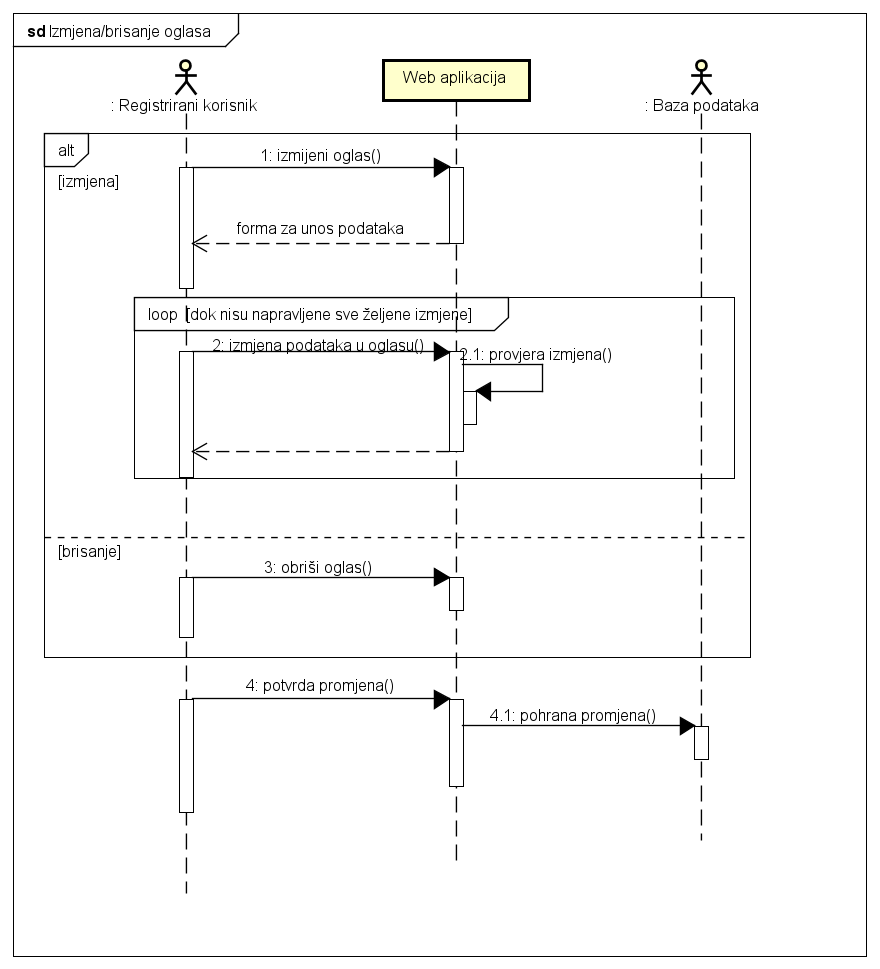 sd Izmjena/brisanje oglasa
: Registrirani korisnik
Web aplikacija
: Baza podataka
alt
[izmjena]
1: izmijeni oglas()
forma za unos podataka
loop [dok nisu napravljene sve željene izmjene]
2: izmjena podataka u oglasu()
2.1: provjera izmjena()
[brisanje]
3: obriši oglas()
4: potvrda promjena()
4.1: pohrana promjena()